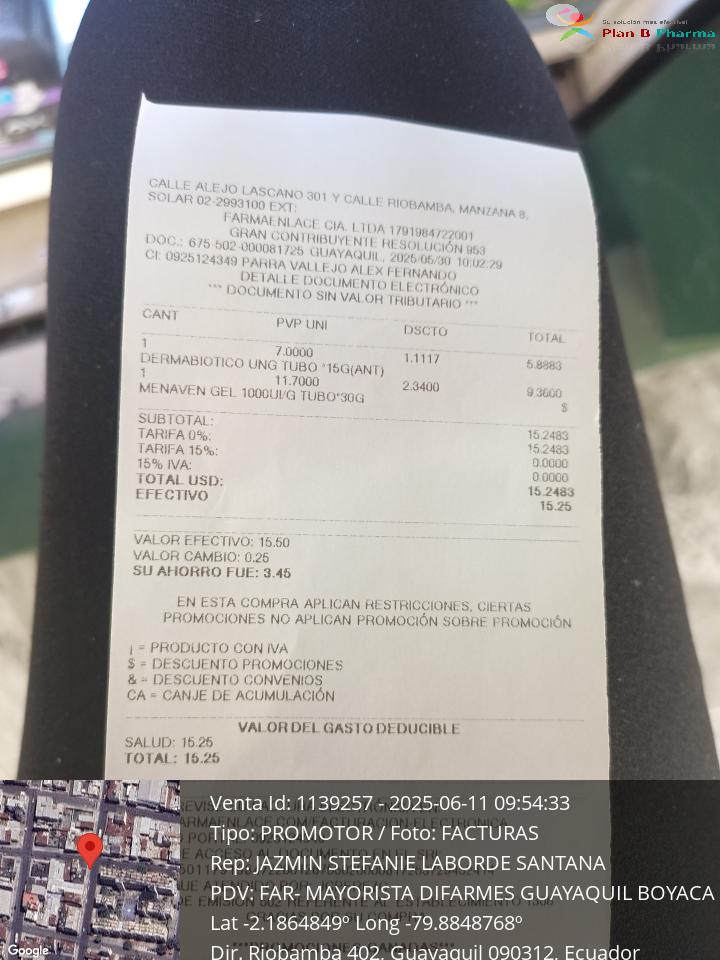 Su solución más efectiva!
Plan B Pharma
CALLE ALEJO LASCANO 301 Y CALLE RIOBAMBA, MANZANA 8,
SOLAR 02-2993100 EXT:
FARMAENLACE CIA. LTDA 1791984722001
GRAN CONTRIBUYENTE RESOLUCIÓN 953
DOC.: 675-502-000081725 GUAYAQUIL, 2025/05/30 10:02:29
CI: 0925124349 PARRA VALLEJO ALEX FERNANDO
DETALLE DOCUMENTO ELECTRÓNICO
*** DOCUMENTO SIN VALOR TRIBUTARIO ***
CANT PVP UNI DSCTO TOTAL
1 7.0000 1.1117 5.8883
DERMABIOTICO UNG TUBO *15G(ANT)
1 11.7000 2.3400 9.3600
MENAVEN GEL 1000UI/G TUBO*30G $
SUBTOTAL: 15.2483
TARIFA 0%: 15.2483
TARIFA 15%: 0.0000
15% IVA: 0.0000
TOTAL USD: 15.2483
EFECTIVO 15.25
VALOR EFECTIVO: 15.50
VALOR CAMBIO: 0.25
SU AHORRO FUE: 3.45
EN ESTA COMPRA APLICAN RESTRICCIONES, CIERTAS
PROMOCIONES NO APLICAN PROMOCIÓN SOBRE PROMOCIÓN
¡ = PRODUCTO CON IVA
$ = DESCUENTO PROMOCIONES
& = DESCUENTO CONVENIOS
CA = CANJE DE ACUMULACIÓN
VALOR DEL GASTO DEDUCIBLE
SALUD: 15.25
TOTAL: 15.25
Venta Id: 1139257 - 2025-06-11 09:54:33
Tipo: PROMOTOR / Foto: FACTURAS
Rep: JAZMIN STEFANIE LABORDE SANTANA
Pdv: FAR- MAYORISTA DIFARMES GUAYAQUIL BOYACA
Lat -2.1864849º Long -79.8848768º
Dir. Riobamba 402, Guayaquil 090312, Ecuador
Google